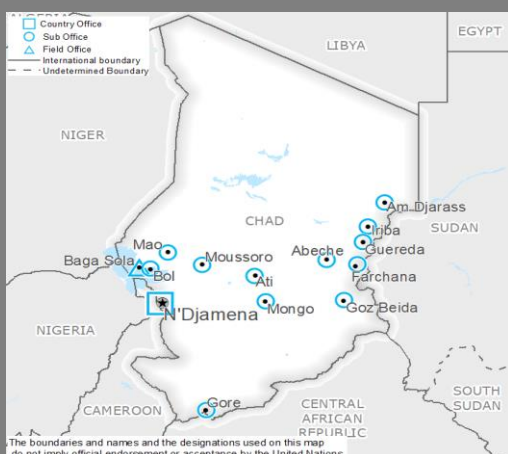 Country Office
Sub Office
Field Office
International boundary
Undetermined Boundary
EGYPT
LIBYA
NIGER
Am Djarass
CHAD
Iriba
SUDAN
Mao
Guereda
Baga Sola
Moussoro
Abeche
Bol
Ati
Farchana
N'Djamena
Mongo
Goz Beida
NIGERIA
Gore
CAMEROON
CENTRAL
AFRICAN
REPUBLIC
SOUTH
SUDAN
The boundaries and names and the designations used on this map
do not imply official endorsement or acceptance by the United Nations